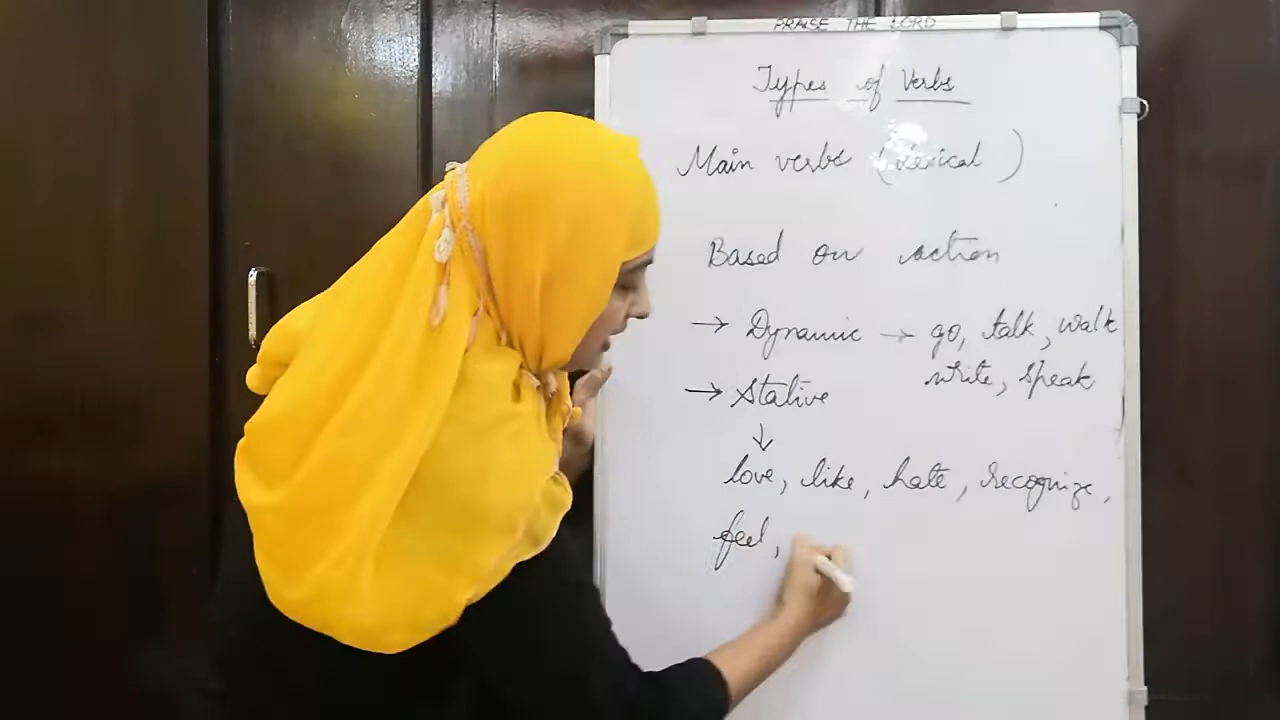 PRAISE THE LORD
Types of Verbs
Main verbs (Lexical)
Based on action
→ Dynamic → go, talk, walk
write, speak
→ Stative
↓
love, like, hate, recognize,
feel,